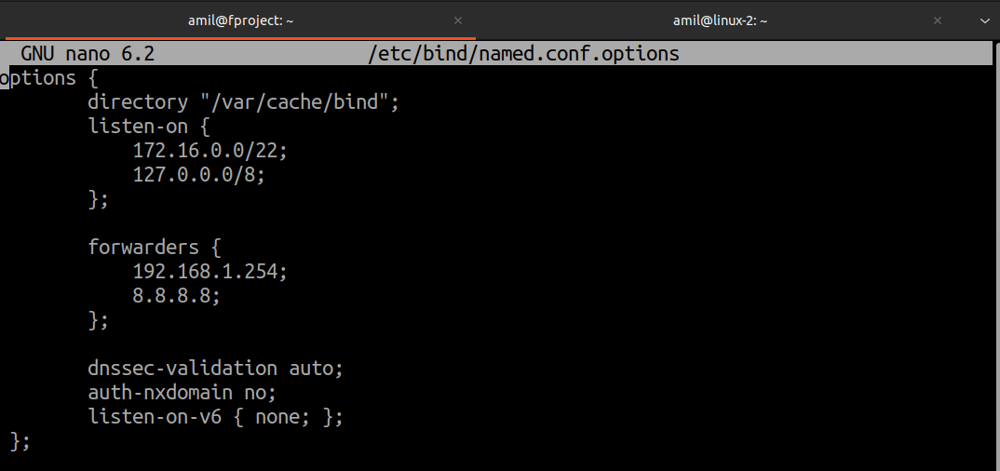 amil@fproject: ~ × amil@linux-2: ~ ×
GNU nano 6.2 /etc/bind/named.conf.options
options {
directory "/var/cache/bind";
listen-on {
172.16.0.0/22;
127.0.0.0/8;
};
forwarders {
192.168.1.254;
8.8.8.8;
};
dnssec-validation auto;
auth-nxdomain no;
listen-on-v6 { none; };
};